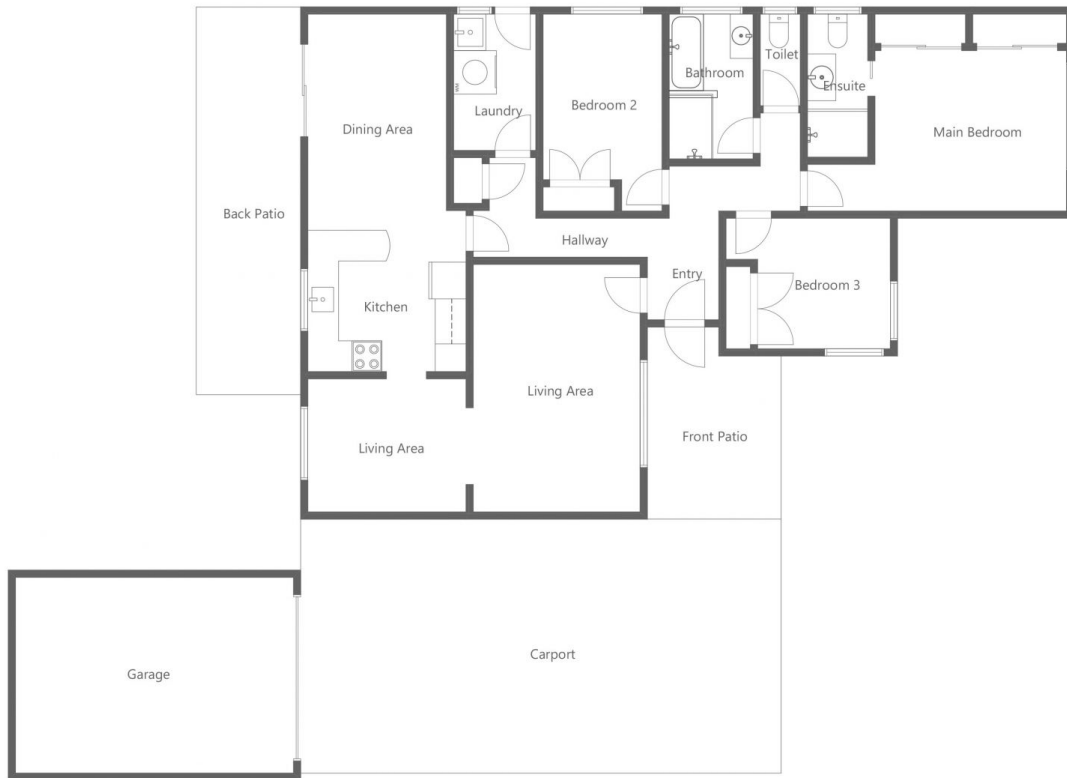 Toilet
Bathroom
Ensuite
Laundry
Bedroom 2
Dining Area
Main Bedroom
Back Patio
Hallway
Entry
Bedroom 3
Kitchen
Living Area
Living Area
Front Patio
Carport
Garage